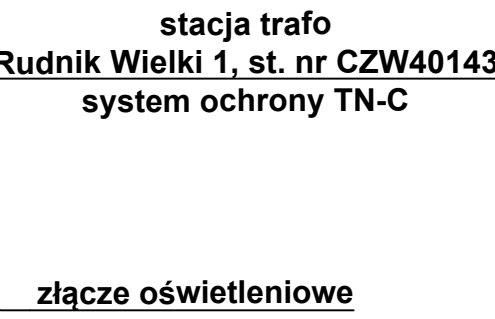 stacja trafo
Rudnik Wielki 1, st. nr CZW40143
system ochrony TN-C
złącze oświetleniowe